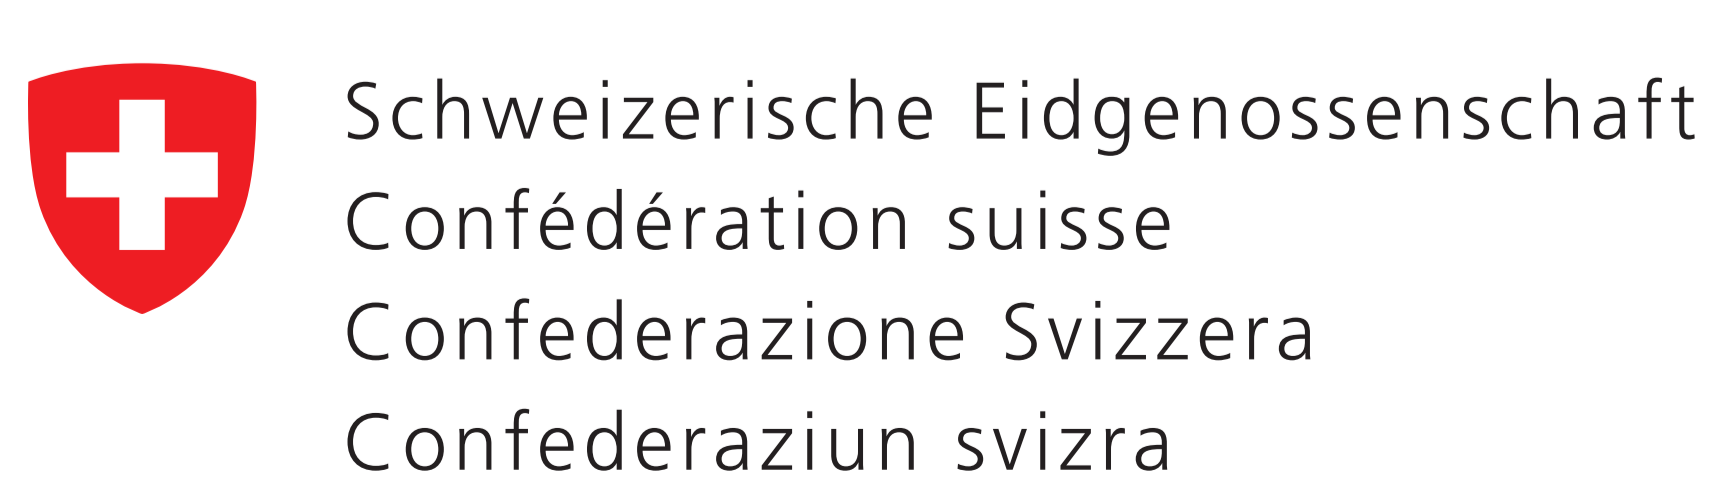 Schweizerische Eidgenossenschaft
Confédération suisse
Confederazione Svizzera
Confederaziun svizra